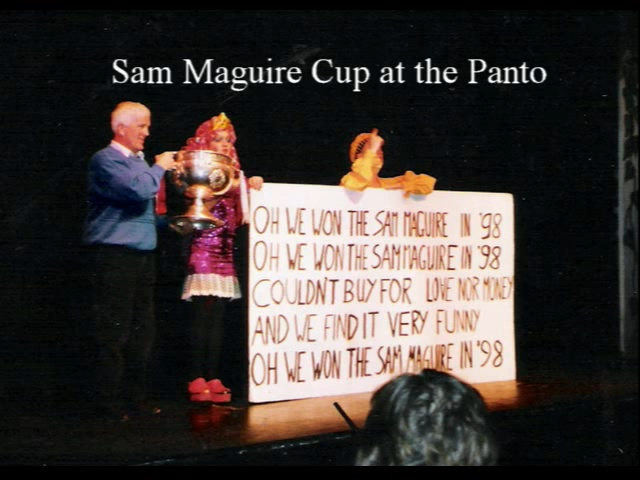 Sam Maguire Cup at the Panto
OH WE WON THE SAM MAGUIRE IN '98
OH WE WON THE SAM MAGUIRE IN '98
COULDN'T BUY FOR LOVE NOR MONEY
AND WE FIND IT VERY FUNNY
OH WE WON THE SAM MAGUIRE IN '98